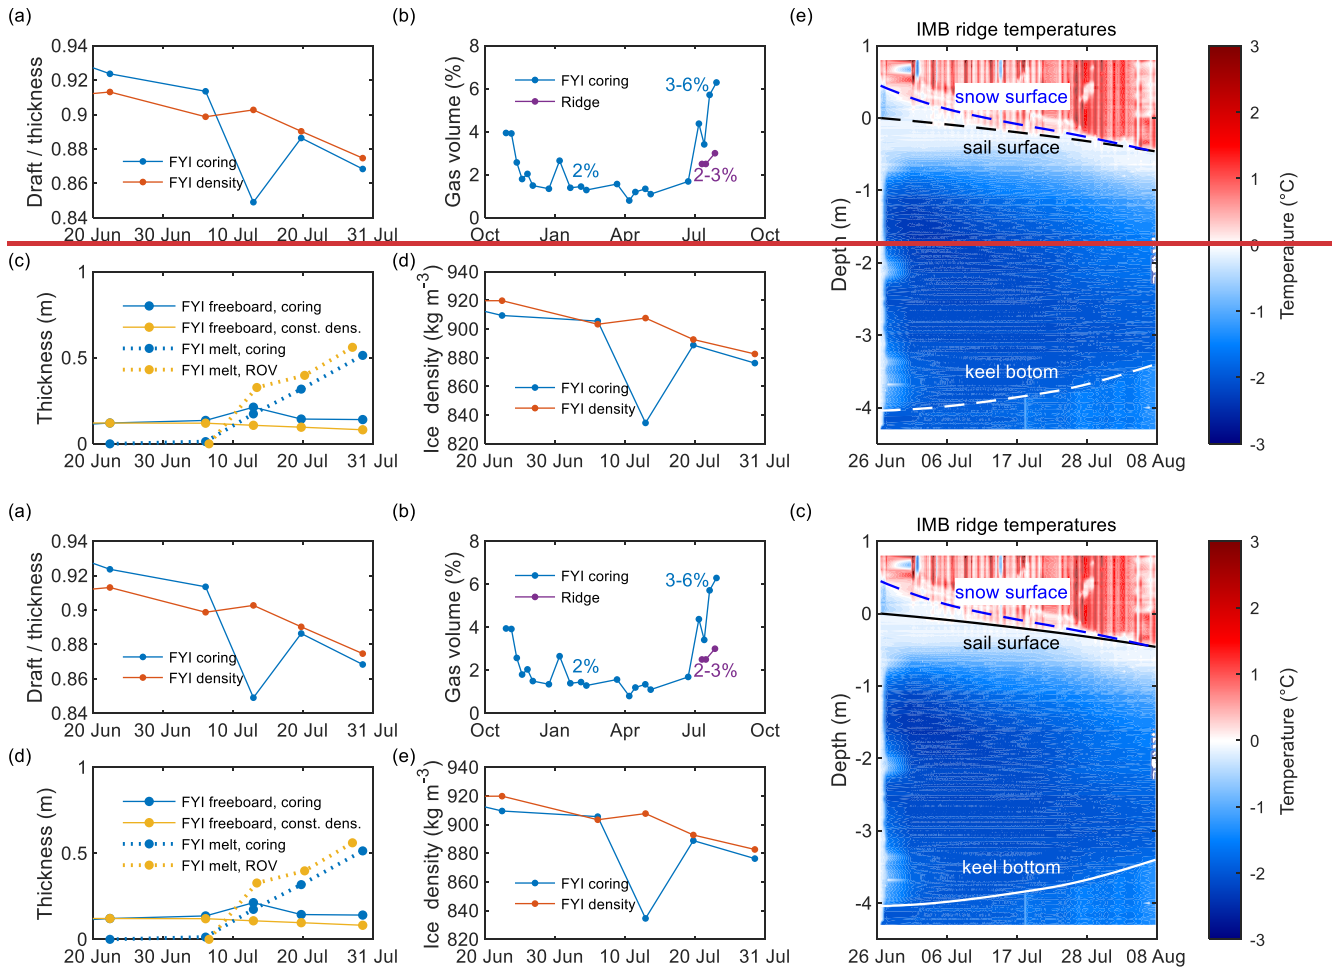 (a)
0.94
0.92
0.9
0.88
0.86
0.84
Draft / thickness
FYI coring
FYI density
20 Jun 30 Jun 10 Jul 20 Jul 31 Jul
(b)
8
6
4
2
0
Gas volume (%)
FYI coring
Ridge
3-6%
2%
2-3%
Oct Jan Apr Jul Oct
(e)
IMB ridge temperatures
1
0
-1
-2
-3
-4
Depth (m)
snow surface
sail surface
keel botom
26 Jun 06 Jul 17 Jul 28 Jul 08 Aug
3
2
1
0
-1
-2
-3
Temperature (°C)
(c)
1
0.5
0
Thickness (m)
FYI freeboard, coring
FYI freeboard, const. dens.
FYI melt, coring
FYI melt, ROV
20 Jun 30 Jun 10 Jul 20 Jul 31 Jul
(d)
940
920
900
880
860
840
820
Ice density (kg m-3)
FYI coring
FYI density
20 Jun 30 Jun 10 Jul 20 Jul 31 Jul
(a)
0.94
0.92
0.9
0.88
0.86
0.84
Draft / thickness
FYI coring
FYI density
20 Jun 30 Jun 10 Jul 20 Jul 31 Jul
(b)
8
6
4
2
0
Gas volume (%)
FYI coring
Ridge
3-6%
2%
2-3%
Oct Jan Apr Jul Oct
(c)
IMB ridge temperatures
1
0
-1
-2
-3
-4
Depth (m)
snow surface
sail surface
keel bottom
26 Jun 06 Jul 17 Jul 28 Jul 08 Aug
3
2
1
0
-1
-2
-3
Temperature (°C)
(d)
1
0.5
0
Thickness (m)
FYI freeboard, coring
FYI freeboard, const. dens.
FYI melt, coring
FYI melt, ROV
20 Jun 30 Jun 10 Jul 20 Jul 31 Jul
(e)
940
920
900
880
860
840
820
Ice density (kg m-3)
FYI coring
FYI density
20 Jun 30 Jun 10 Jul 20 Jul 31 Jul